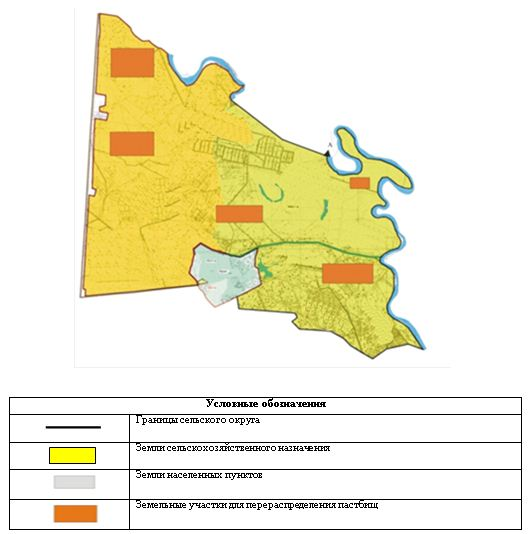 А
Условные обозначения
Границы сельского округа
Земли сельскохозяйственного назначения
Земли населенных пунктов
Земельные участки для перераспределения пастбищ